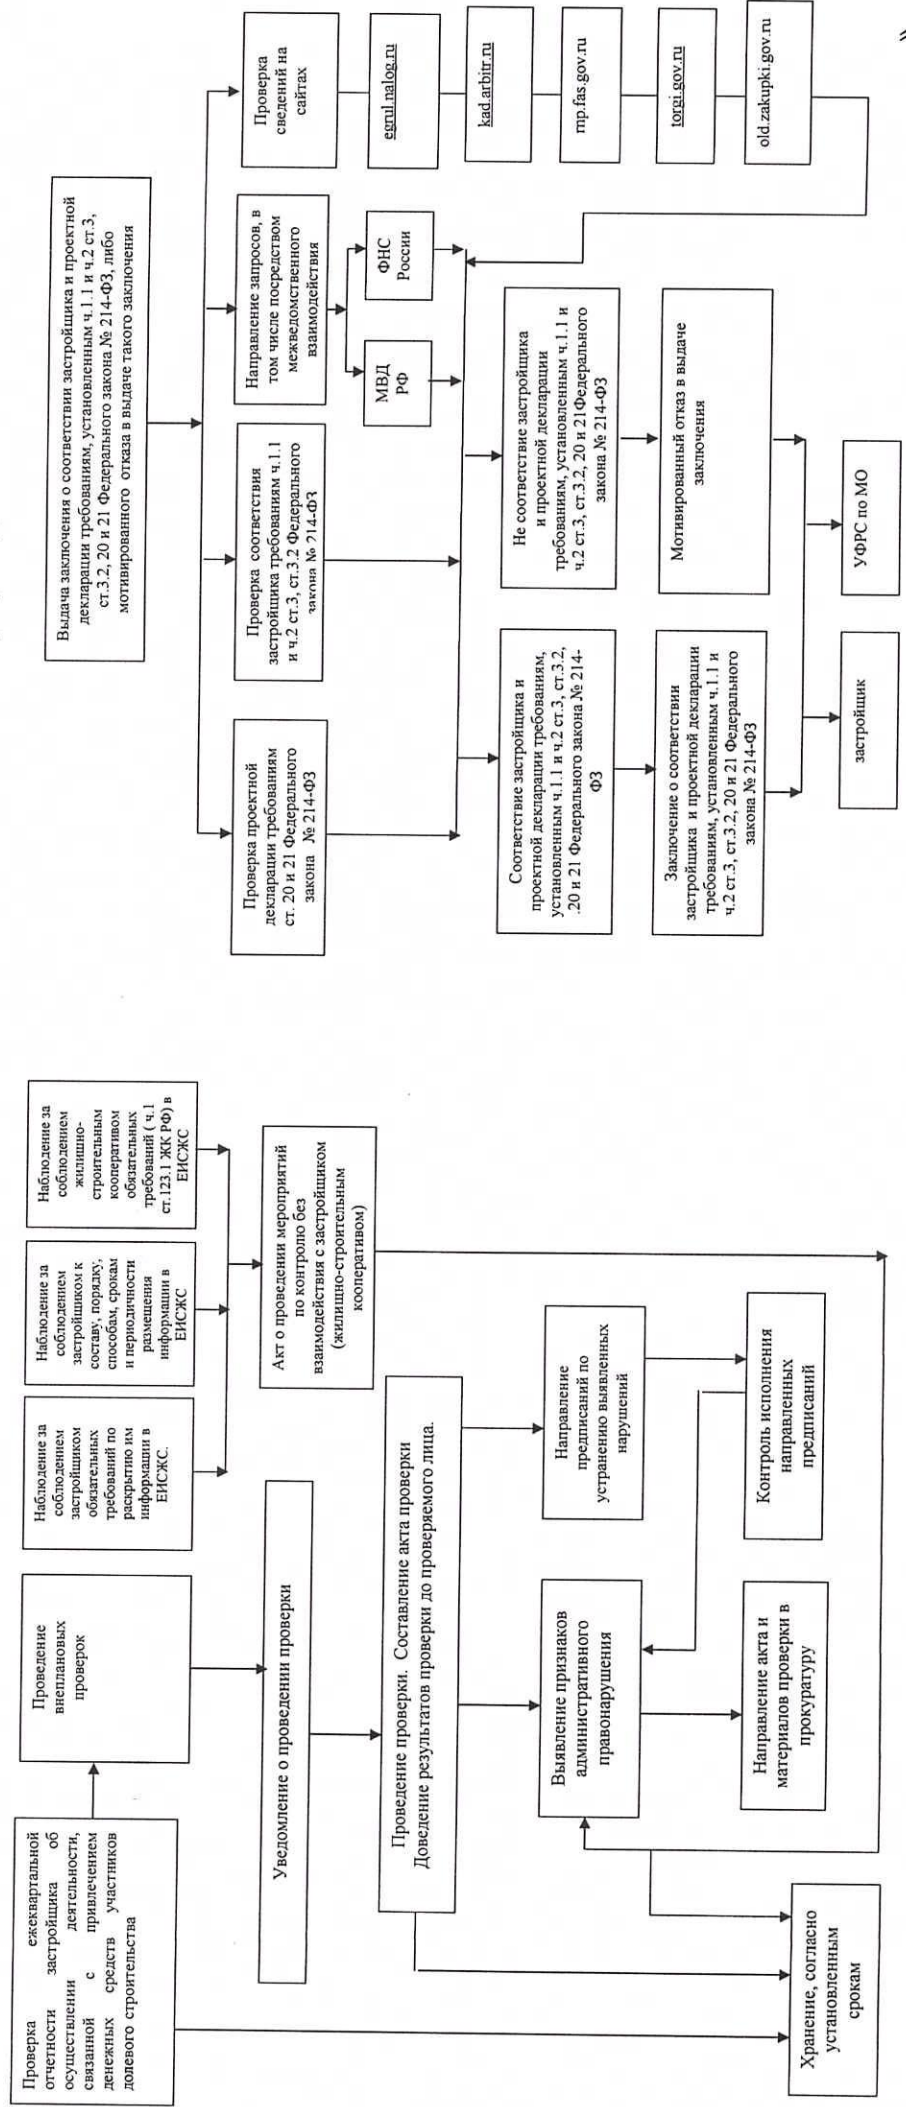 Проверка ежеквартальной
отчетности застройщика об
осуществлении деятельности,
связанной с привлечением
денежных средств участников
долевого строительства
Проведение
внеплановых
проверок
Наблюдение за
соблюдением
застройщиком
обязательных
требований по
раскрытию им
информации в
ЕИСЖС.
Наблюдение за
соблюдением
застройщиком к
составу, порядку,
способам, срокам
и периодичности
размещения
информации в
ЕИСЖС
Наблюдение за
соблюдением
жилищно-
строительным
кооперативом
обязательных
требований ( ч.1
ст.123.1 ЖК РФ) в
ЕИСЖС
Уведомление о проведении проверки
Акт о проведении мероприятий
по контролю без
взаимодействия с застройщиком
(жилищно-строительным
кооперативом)
Проведение проверки. Составление акта проверки
Доведение результатов проверки до проверяемого лица.
Выявление признаков
административного
правонарушения
Направление
предписаний по
устранению выявленных
нарушений
Направление акта и
материалов проверки в
прокуратуру
Контроль исполнения
направленных
предписаний
Хранение, согласно
установленным
срокам
Выдача заключения о соответствии застройщика и проектной
декларации требованиям, установленным ч.1.1 и ч.2 ст.3,
ст.3.2, 20 и 21 Федерального закона № 214-ФЗ, либо
мотивированного отказа в выдаче такого заключения
Проверка проектной
декларации требованиям
ст. 20 и 21 Федерального
закона № 214-ФЗ
Проверка соответствия
застройщика требованиям ч.1.1
и ч.2 ст.3, ст.3.2 Федерального
закона № 214-ФЗ
Направление запросов, в
том числе посредством
межведомственного
взаимодействия
Проверка
сведений на
сайтах
МВД
РФ
ФНС
России
egrul.nalog.ru
kad.arbitr.ru
rnp.fas.gov.ru
torgi.gov.ru
old.zakupki.gov.ru
Соответствие застройщика и
проектной декларации требованиям,
установленным ч.1.1 и ч.2 ст.3, ст.3.2,
.20 и 21 Федерального закона № 214-
ФЗ
Не соответствие застройщика
и проектной декларации
требованиям, установленным ч.1.1 и
ч.2 ст.3, ст.3.2, 20 и 21Федерального
закона № 214-ФЗ
Заключение о соответствии
застройщика и проектной декларации
требованиям, установленным ч.1.1 и
ч.2 ст.3, ст.3.2, 20 и 21 Федерального
закона № 214-ФЗ
Мотивированный отказ в выдаче
заключения
застройщик
УФРС по МО
»